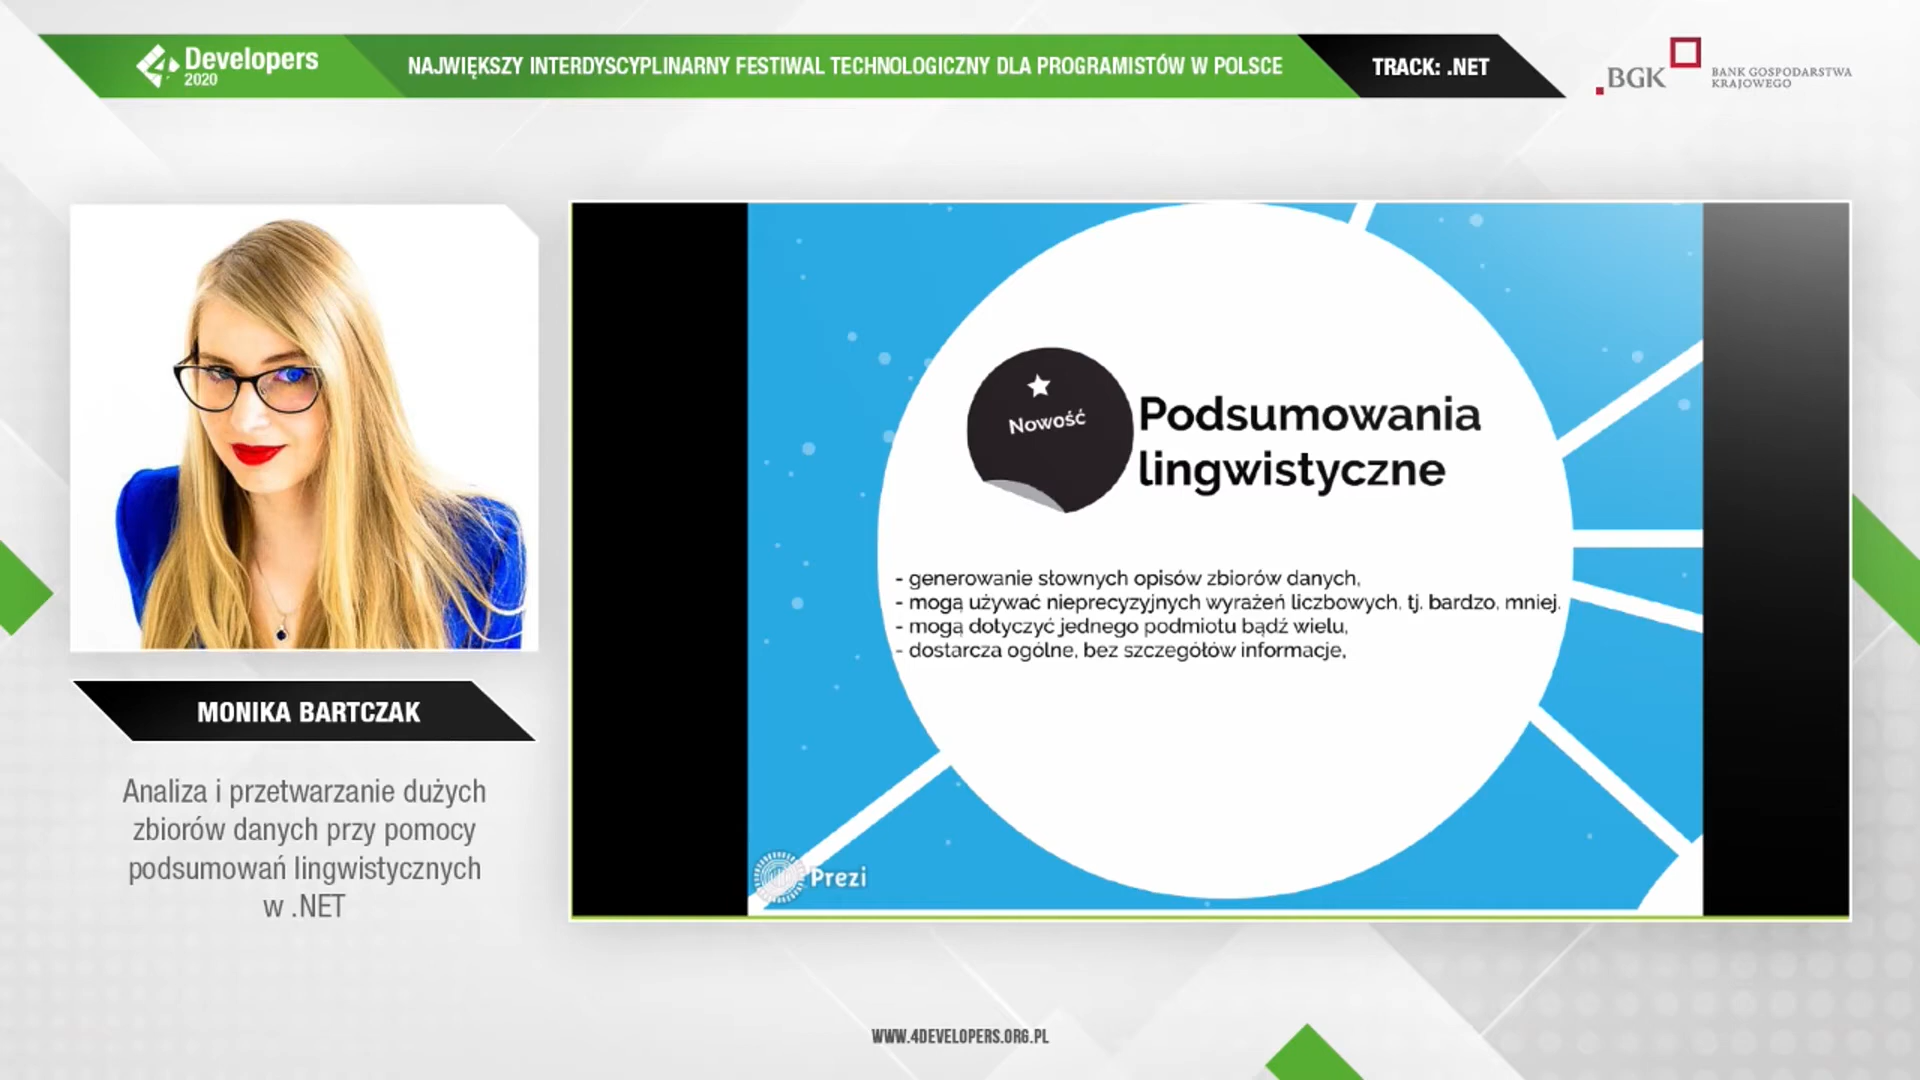 4Developers
2020
NAJWIĘKSZY INTERDYSCYPLINARNY FESTIWAL TECHNOLOGICZNY DLA PROGRAMISTÓW W POLSCE
TRACK: .NET
BGK
BANK GOSPODARSTWA
KRAJOWEGO
Nowość
Podsumowania
lingwistyczne
- generowanie słownych opisów zbiorów danych,
- mogą używać nieprecyzyjnych wyrażeń liczbowych, tj. bardzo, mniej.
- mogą dotyczyć jednego podmiotu bądź wielu,
- dostarcza ogólne, bez szczegółów informacje,
Prezi
MONIKA BARTCZAK
Analiza i przetwarzanie dużych
zbiorów danych przy pomocy
podsumowań lingwistycznych
w .NET
WWW.4DEVELOPERS.ORG.PL